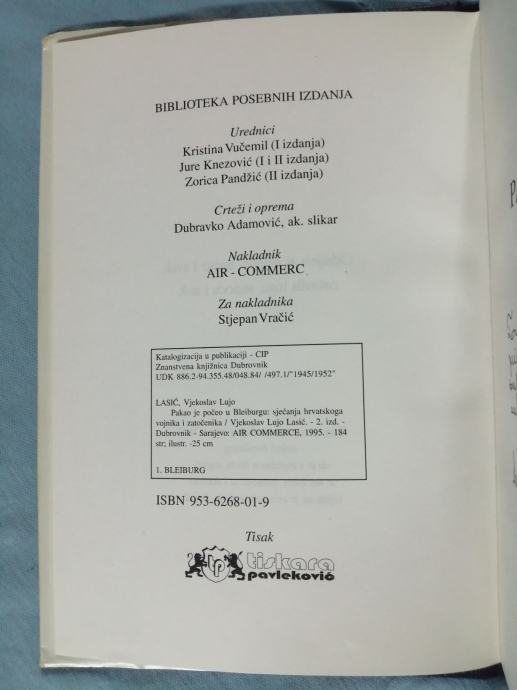 BIBLIOTEKA POSEBNIH IZDANJA
Urednici
Kristina Vučemil (I izdanja)
Jure Knezović (I i II izdanja)
Zorica Pandžić (II izdanja)
Crteži i oprema
Dubravko Adamović, ak. slikar
Nakladnik
AIR - COMMERC
Za nakladnika
Stjepan Vračić
Katalogizacija u publikaciji - CIP
Znanstvena knjižnica Dubrovnik
UDK 886.2-94.355.48/048.84/ /497.1/"1945/1952"
LASIĆ, Vjekoslav Lujo
Pakao je počeo u Bleiburgu: sjećanja hrvatskoga
vojnika i zatočenika / Vjekoslav Lujo Lasić. - 2. izd. -
Dubrovnik - Sarajevo: AIR COMMERCE, 1995. - 184
str; ilustr. -25 cm
1. BLEIBURG
ISBN 953-6268-01-9
Tisak
tp tiskara
pavleković